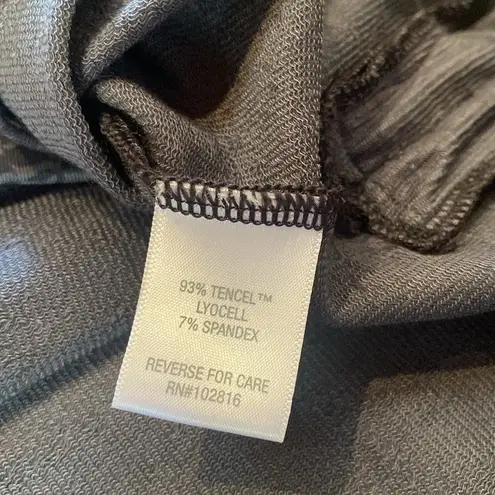 93% TENCEL™
LYOCELL
7% SPANDEX
REVERSE FOR CARE
RN#102816